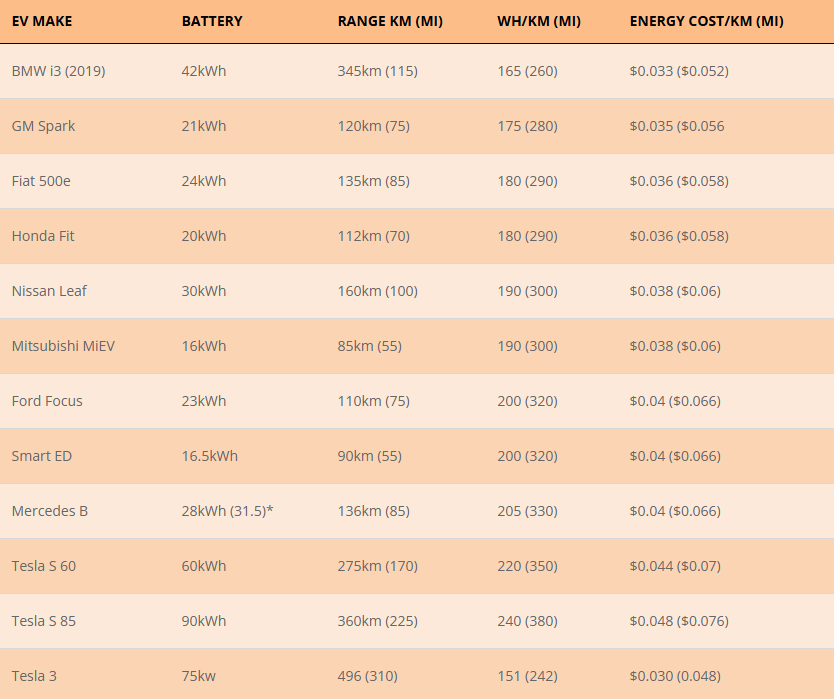 EV MAKE BATTERY RANGE KM (MI) WH/KM (MI) ENERGY COST/KM (MI)
BMW i3 (2019) 42kWh 345km (115) 165 (260) $0.033 ($0.052)
GM Spark 21kWh 120km (75) 175 (280) $0.035 ($0.056
Fiat 500e 24kWh 135km (85) 180 (290) $0.036 ($0.058)
Honda Fit 20kWh 112km (70) 180 (290) $0.036 ($0.058)
Nissan Leaf 30kWh 160km (100) 190 (300) $0.038 ($0.06)
Mitsubishi MiEV 16kWh 85km (55) 190 (300) $0.038 ($0.06)
Ford Focus 23kWh 110km (75) 200 (320) $0.04 ($0.066)
Smart ED 16.5kWh 90km (55) 200 (320) $0.04 ($0.066)
Mercedes B 28kWh (31.5)* 136km (85) 205 (330) $0.04 ($0.066)
Tesla S 60 60kWh 275km (170) 220 (350) $0.044 ($0.07)
Tesla S 85 90kWh 360km (225) 240 (380) $0.048 ($0.076)
Tesla 3 75kw 496 (310) 151 (242) $0.030 (0.048)